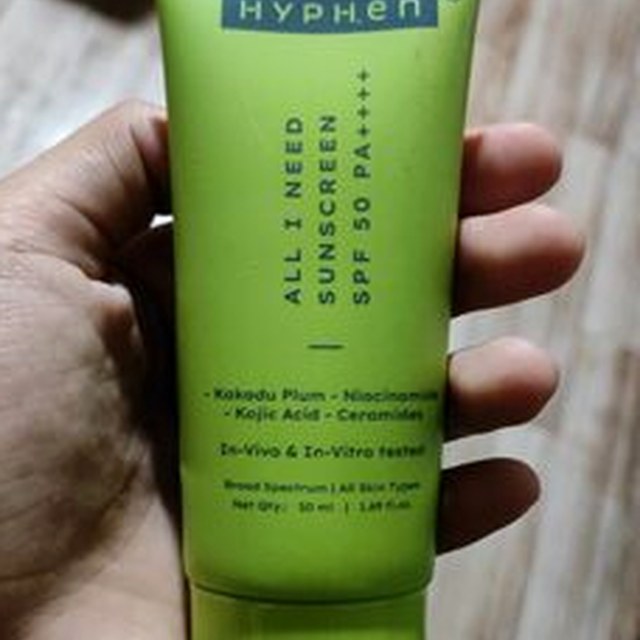 HYPHEN
ALL I NEED
SUNSCREEN
SPF 50 PA++++
- Kakadu Plum - Niacinamide
- Kojic Acid - Ceramides
In-Vivo & In-Vitro tested
Broad Spectrum | All Skin Types
Net Qty: 50 ml | 1.69 fl.oz.